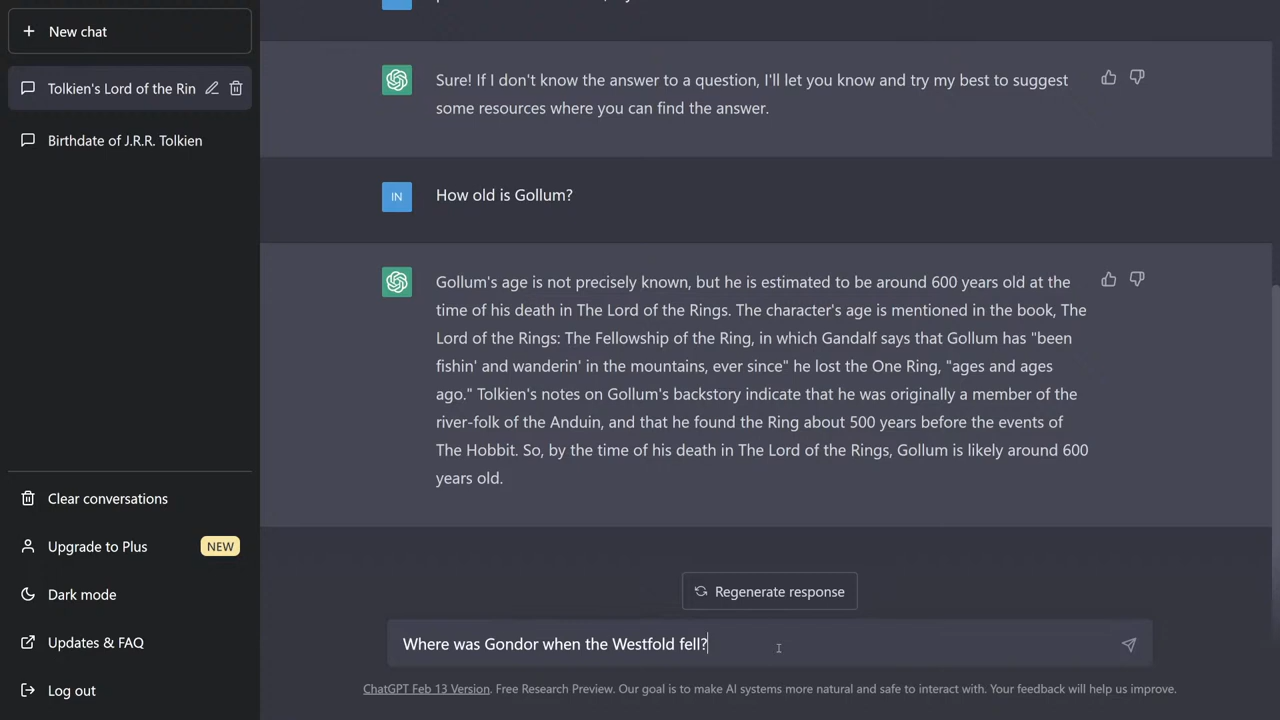 New chat
Tolkien's Lord of the Rin
Birthdate of J.R.R. Tolkien
Sure! If I don't know the answer to a question, I'll let you know and try my best to suggest
some resources where you can find the answer.
IN
How old is Gollum?
Gollum's age is not precisely known, but he is estimated to be around 600 years old at the
time of his death in The Lord of the Rings. The character's age is mentioned in the book, The
Lord of the Rings: The Fellowship of the Ring, in which Gandalf says that Gollum has "been
fishin' and wanderin' in the mountains, ever since" he lost the One Ring, "ages and ages
ago." Tolkien's notes on Gollum's backstory indicate that he was originally a member of the
river-folk of the Anduin, and that he found the Ring about 500 years before the events of
The Hobbit. So, by the time of his death in The Lord of the Rings, Gollum is likely around 600
years old.
Clear conversations
Upgrade to Plus NEW
Dark mode
Updates & FAQ
Log out
Regenerate response
Where was Gondor when the Westfold fell?
ChatGPT Feb 13 Version. Free Research Preview. Our goal is to make AI systems more natural and safe to interact with. Your feedback will help us improve.